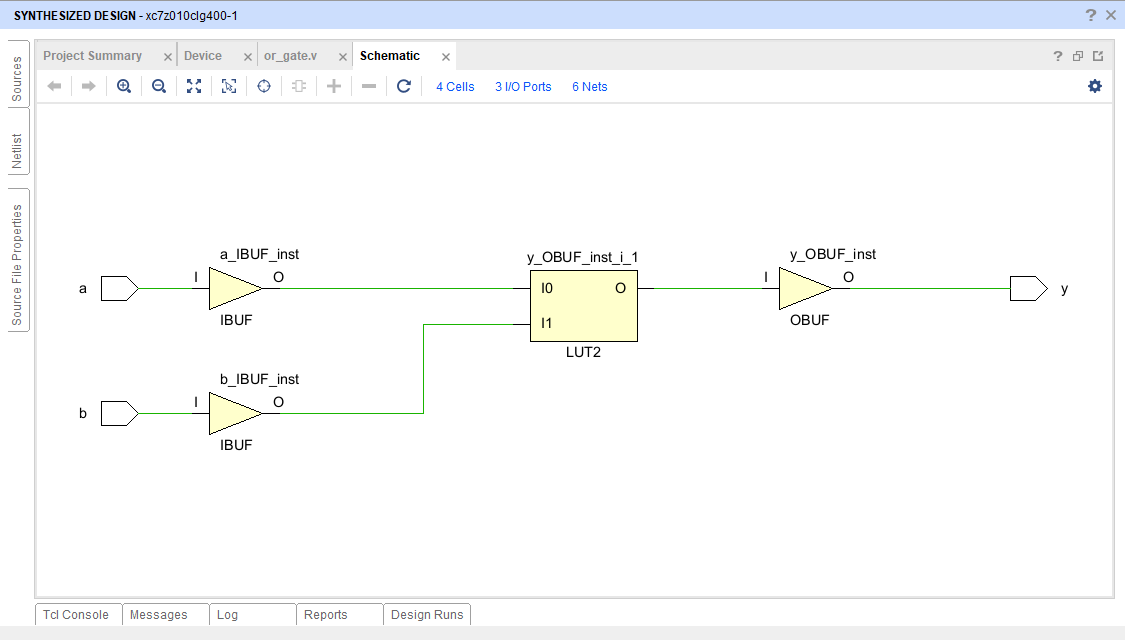 SYNTHESIZED DESIGN - xc7z010clg400-1
Sources
Netlist
Source File Properties
Project Summary
Device
or_gate.v
Schematic
4 Cells
3 I/O Ports
6 Nets
a_IBUF_inst
a
I
O
IBUF
b_IBUF_inst
b
I
O
IBUF
y_OBUF_inst_i_1
I0
O
I1
LUT2
y_OBUF_inst
I
O
OBUF
y
Tcl Console
Messages
Log
Reports
Design Runs